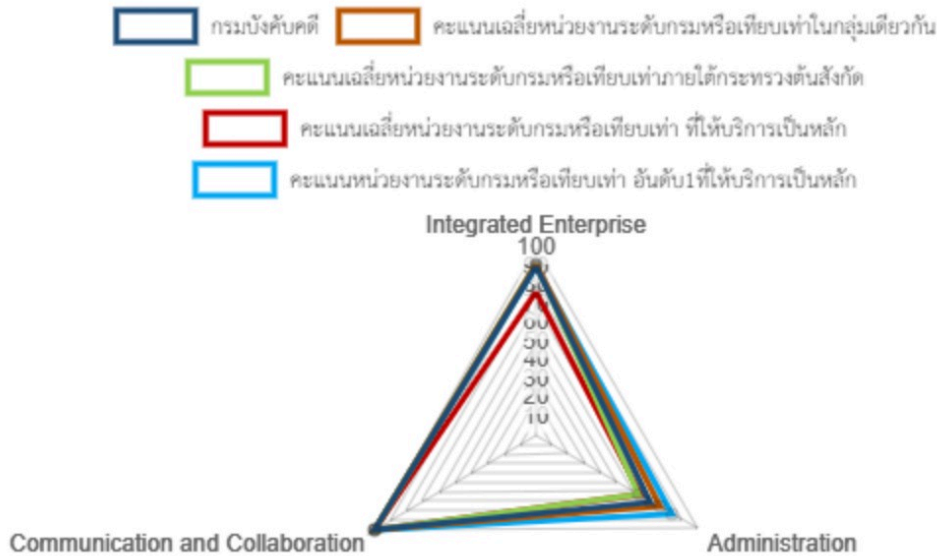 กรมบังคับคดี คะแนนเฉลี่ยหน่วยงานระดับกรมหรือเทียบเท่าในกลุ่มเดียวกัน
คะแนนเฉลี่ยหน่วยงานระดับกรมหรือเทียบเท่าภายใต้กระทรวงต้นสังกัด
คะแนนเฉลี่ยหน่วยงานระดับกรมหรือเทียบเท่า ที่ให้บริการเป็นหลัก
คะแนนหน่วยงานระดับกรมหรือเทียบเท่า อันดับ1ที่ให้บริการเป็นหลัก
Integrated Enterprise
100
60
50
40
30
20
10
Communication and Collaboration Administration